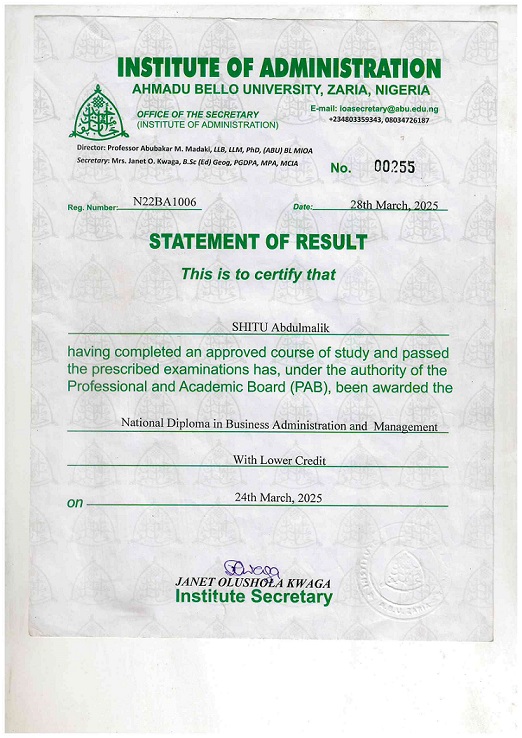 INSTITUTE OF ADMINISTRATION
AHMADU BELLO UNIVERSITY, ZARIA, NIGERIA
OFFICE OF THE SECRETARY
(INSTITUTE OF ADMINISTRATION)
E-mail: ioasecretary@abu.edu.ng
+234803359343, 08034726187
Director: Professor Abubakar M. Madaki, LLB, LLM, PhD, (ABU) BL MIOA
Secretary: Mrs. Janet O. Kwaga, B.Sc (Ed) Geog, PGDPA, MPA, MCIA
No. 00255
Reg. Number: N22BA1006
Date: 28th March, 2025
STATEMENT OF RESULT
This is to certify that
SHITU Abdulmalik
having completed an approved course of study and passed
the prescribed examinations has, under the authority of the
Professional and Academic Board (PAB), been awarded the
National Diploma in Business Administration and Management
With Lower Credit
on 24th March, 2025
JANET OLUSHOLA KWAGA
Institute Secretary